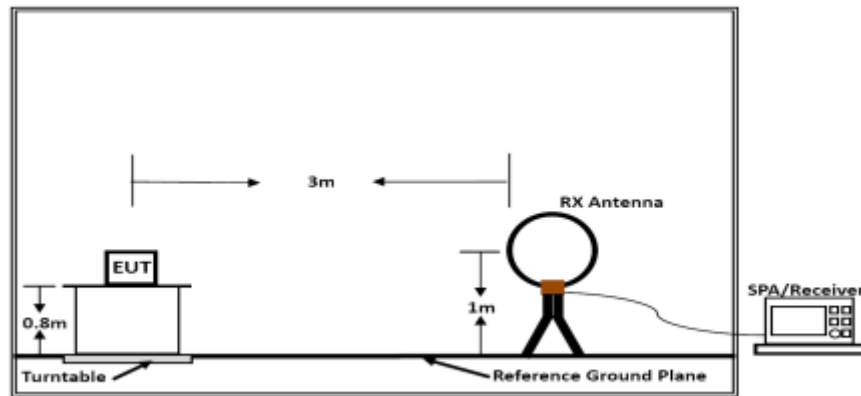 3m
RX Antenna
EUT
SPA/Receiver
0.8m
1m
Turntable
Reference Ground Plane